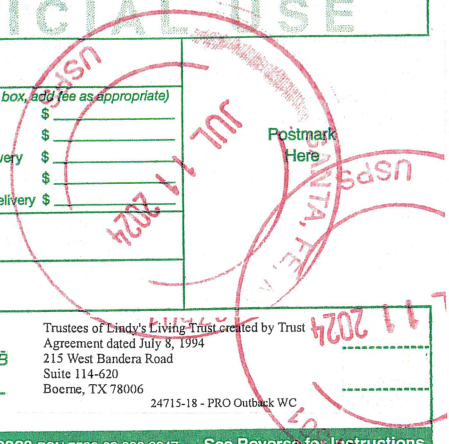 CIAL USE
box, add fee as appropriate)
$
$
very $
$
elivery $
Postmark
Here
USPS
JUL 11 2024
SANTA, FE,
USPS
11 2024
Trustees of Lindy's Living Trust created by Trust
Agreement dated July 8, 1994
215 West Bandera Road
Suite 114-620
Boerne, TX 78006
24715-18 - PRO Outback WC
See Reverse for Instructions